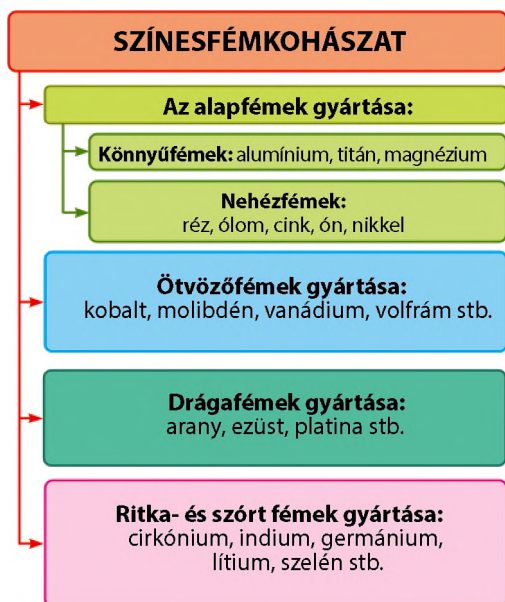 SZÍNESFÉMKOHÁSZAT
Az alapfémek gyártása:
Könnyűfémek: alumínium, titán, magnézium
Nehézfémek:
réz, ólom, cink, ón, nikkel
Ötvözőfémek gyártása:
kobalt, molibdén, vanádium, volfrám stb.
Drágafémek gyártása:
arany, ezüst, platina stb.
Ritka- és szórt fémek gyártása:
cirkónium, indium, germánium,
lítium, szelén stb.